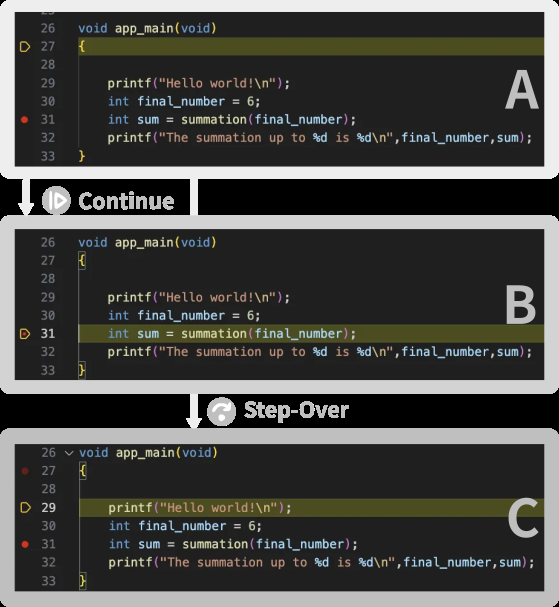 26 void app_main(void)
27 {
28
29 printf("Hello world!\n");
30 int final_number = 6;
31 int sum = summation(final_number);
32 printf("The summation up to %d is %d\n",final_number,sum);
33 }
A
Continue
26 void app_main(void)
27 {
28
29 printf("Hello world!\n");
30 int final_number = 6;
31 int sum = summation(final_number);
32 printf("The summation up to %d is %d\n",final_number,sum);
33 }
B
Step-Over
26 void app_main(void)
27 {
28
29 printf("Hello world!\n");
30 int final_number = 6;
31 int sum = summation(final_number);
32 printf("The summation up to %d is %d\n",final_number,sum);
33 }
C